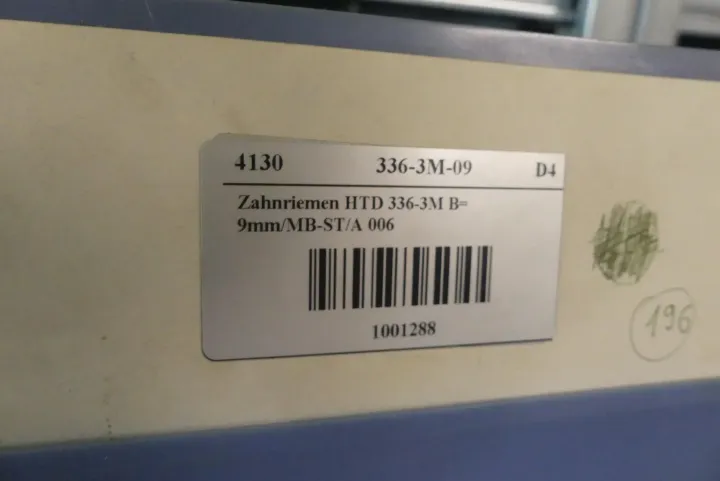 4130 336-3M-09 D4
Zahnriemen HTD 336-3M B=
9mm/MB-ST/A 006
1001288
196